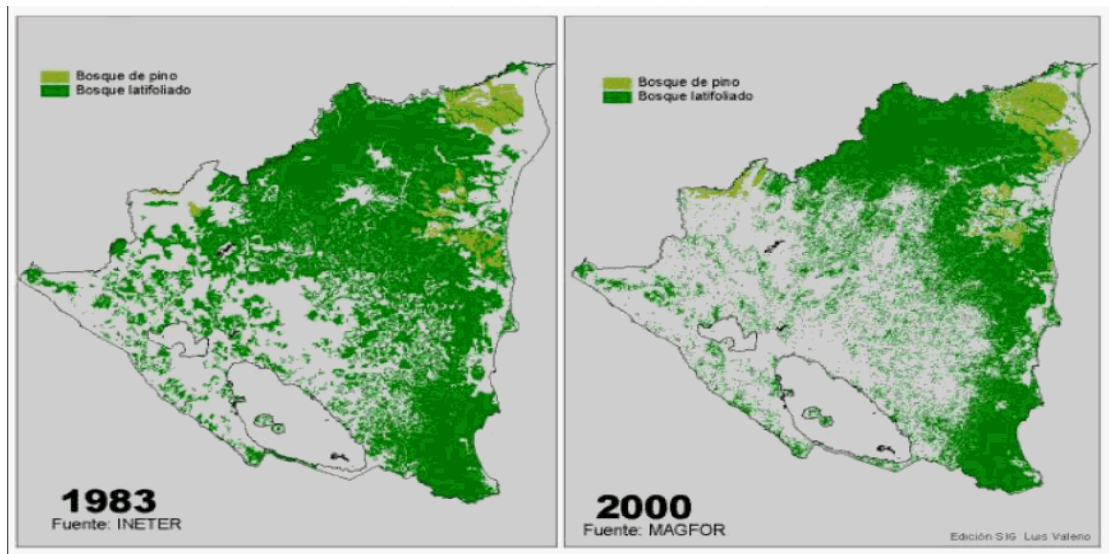 Bosque de pino
Bosque latifoliado
1983
Fuente: INETER
Bosque de pino
Bosque latifoliado
2000
Fuente: MAGFOR
Edición SIG Luis Valerio